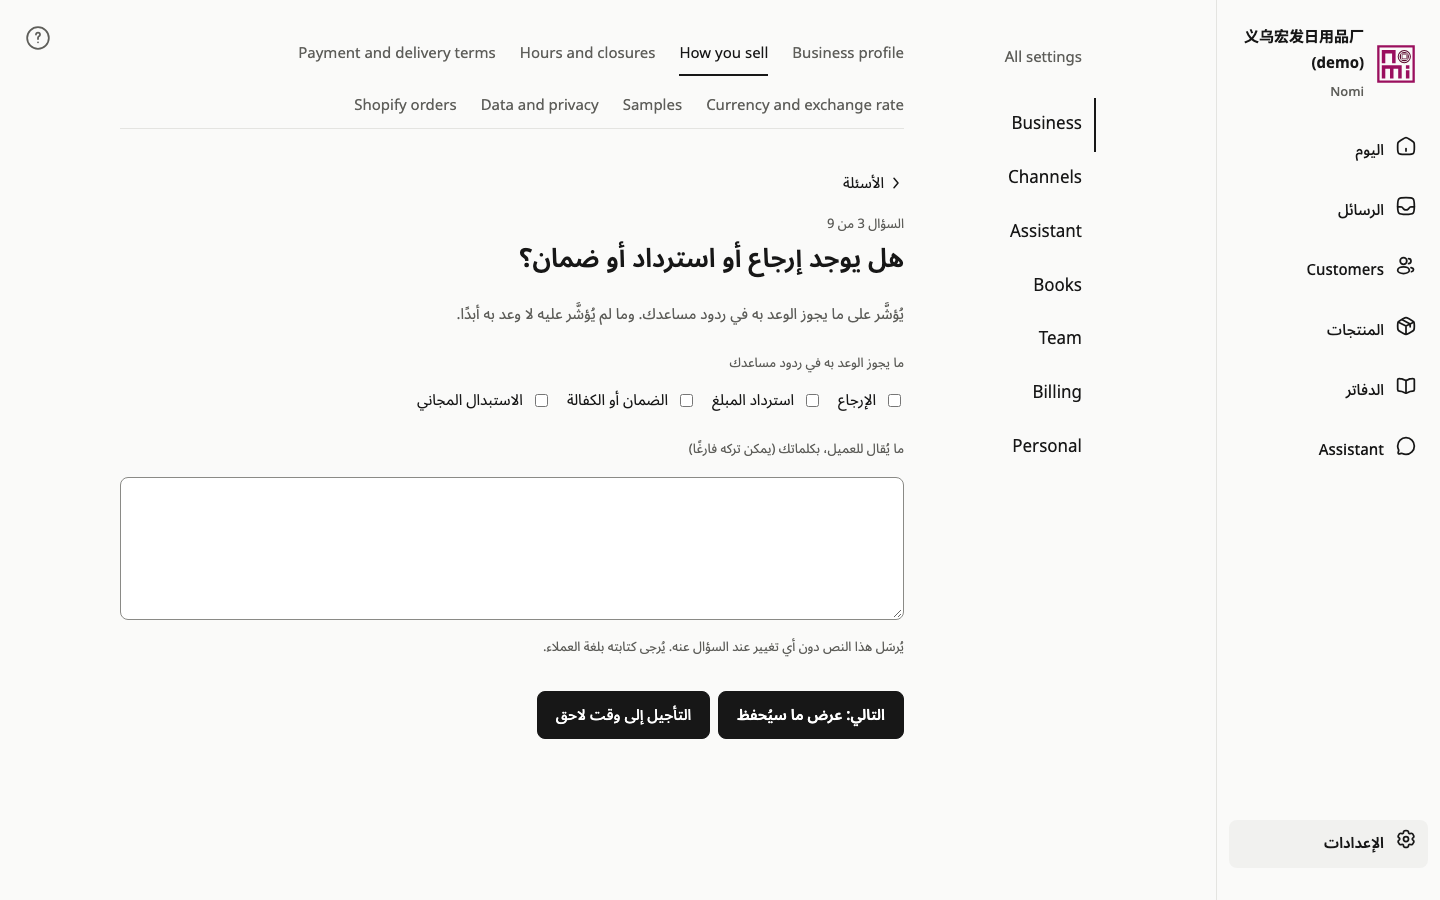 义乌宏发日用品厂
(demo)
Nomi
اليوم
الرسائل
Customers
المنتجات
الدفاتر
Assistant
الإعدادات
All settings
Business
Channels
Assistant
Books
Team
Billing
Personal
Business profile
How you sell
Hours and closures
Payment and delivery terms
Currency and exchange rate
Samples
Data and privacy
Shopify orders
الأسئلة
السؤال 3 من 9
هل يوجد إرجاع أو استرداد أو ضمان؟
يُؤشَّر على ما يجوز الوعد به في ردود مساعدك. وما لم يُؤشَّر عليه لا وعد به أبدًا.
ما يجوز الوعد به في ردود مساعدك
الإرجاع
استرداد المبلغ
الضمان أو الكفالة
الاستبدال المجاني
ما يُقال للعميل، بكلماتك (يمكن تركه فارغًا)
يُرسَل هذا النص دون أي تغيير عند السؤال عنه. يُرجى كتابته بلغة العملاء.
التالي: عرض ما سيُحفظ
التأجيل إلى وقت لاحق